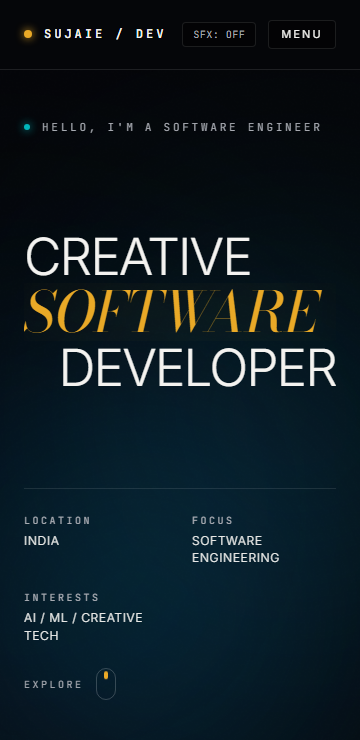 SUJAIE / DEV
SFX: OFF
MENU
HELLO, I'M A SOFTWARE ENGINEER
CREATIVE
SOFTWARE
DEVELOPER
LOCATION
INDIA
FOCUS
SOFTWARE
ENGINEERING
INTERESTS
AI / ML / CREATIVE
TECH
EXPLORE